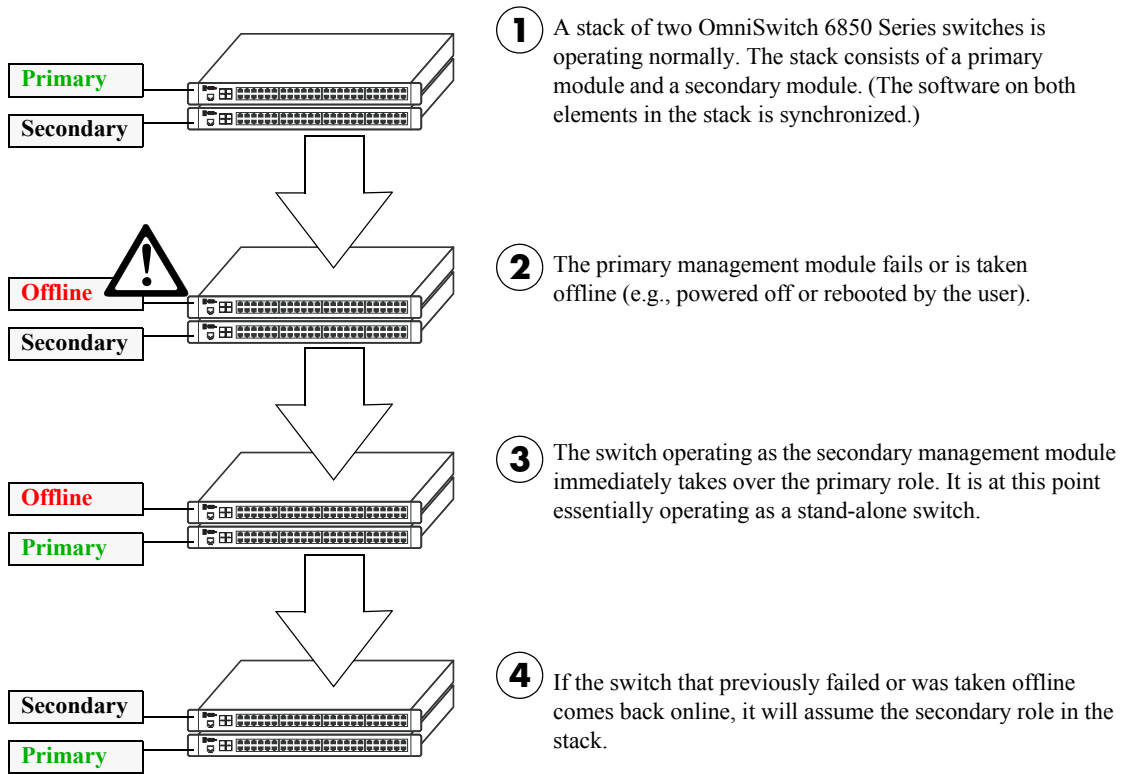 Primary
Secondary
1
A stack of two OmniSwitch 6850 Series switches is
operating normally. The stack consists of a primary
module and a secondary module. (The software on both
elements in the stack is synchronized.)
!
Offline
Secondary
2
The primary management module fails or is taken
offline (e.g., powered off or rebooted by the user).
Offline
Primary
3
The switch operating as the secondary management module
immediately takes over the primary role. It is at this point
essentially operating as a stand-alone switch.
Secondary
Primary
4
If the switch that previously failed or was taken offline
comes back online, it will assume the secondary role in the
stack.